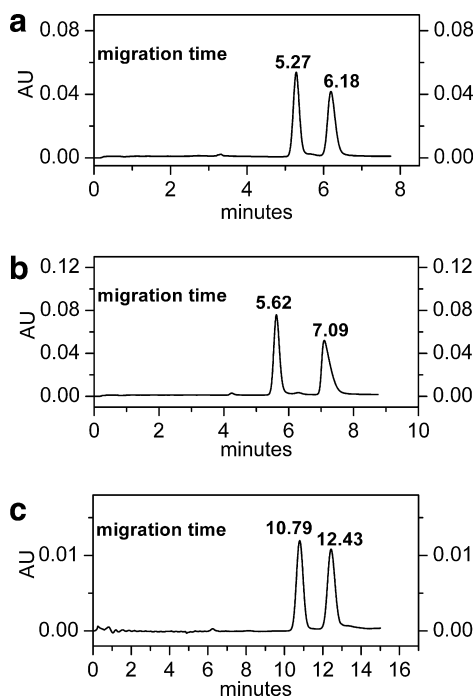 a
0.08 0.08
migration time 5.27 6.18
AU 0.04 0.04
0.00 0.00
0 2 4 6 8
minutes
b
0.12 0.12
migration time 5.62 7.09
0.08 0.08
AU 0.04 0.04
0.00 0.00
0 2 4 6 8 10
minutes
c
migration time 10.79 12.43
AU 0.01 0.01
0.00 0.00
0 2 4 6 8 10 12 14 16
minutes